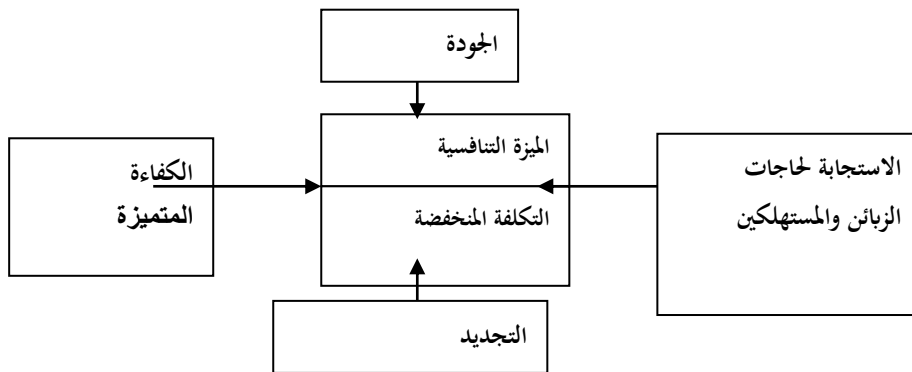 الجودة
الميزة التنافسية
التكلفة المنخفضة
الكفاءة
المتميزة
الاستجابة لحاجات
الزبائن والمستهلكين
التجديد